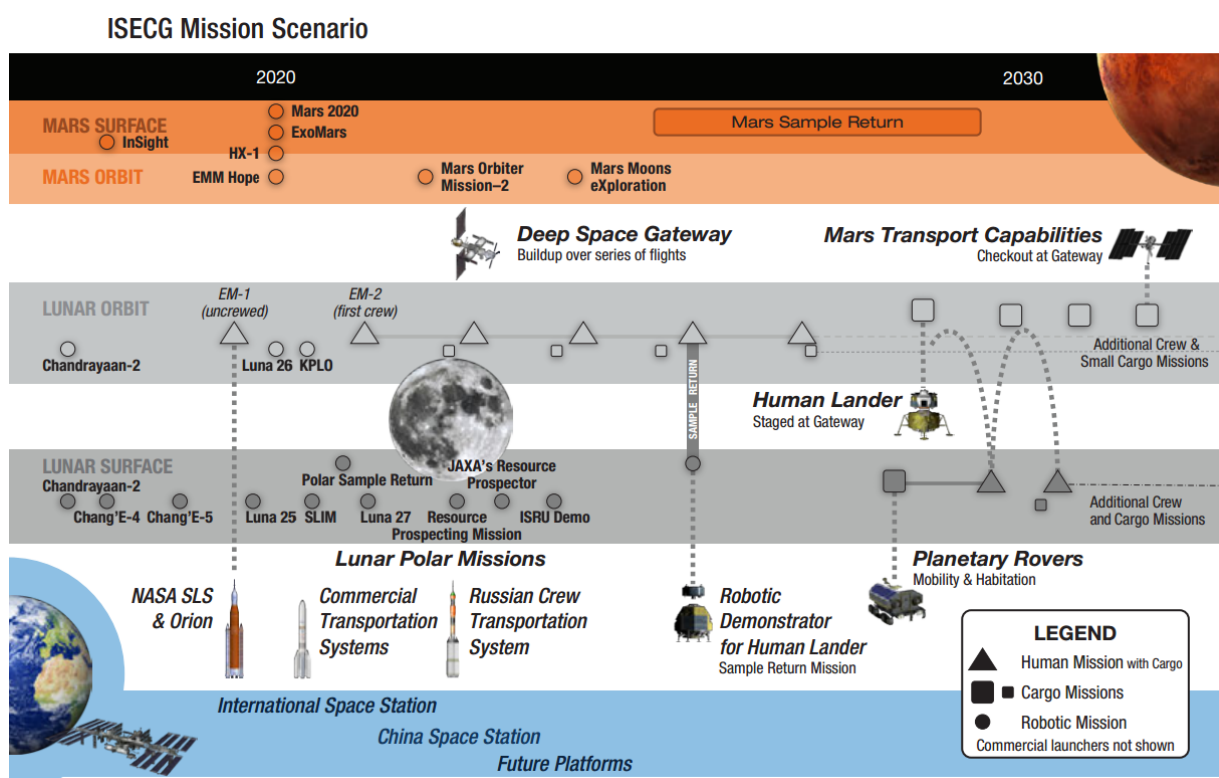 ISECG Mission Scenario
2020
2030
MARS SURFACE
InSight
Mars 2020
ExoMars
HX-1
Mars Sample Return
MARS ORBIT
EMM Hope
Mars Orbiter
Mission–2
Mars Moons
eXploration
Deep Space Gateway
Buildup over series of flights
Mars Transport Capabilities
Checkout at Gateway
LUNAR ORBIT
EM-1
(uncrewed)
EM-2
(first crew)
Chandrayaan-2
Luna 26
KPLO
Additional Crew &
Small Cargo Missions
SAMPLE RETURN
Human Lander
Staged at Gateway
LUNAR SURFACE
Chandrayaan-2
Chang’E-4
Chang’E-5
Luna 25
SLIM
Polar Sample Return
Luna 27
JAXA’s Resource
Prospector
Resource
Prospecting Mission
ISRU Demo
Additional Crew
and Cargo Missions
Lunar Polar Missions
NASA SLS
& Orion
Commercial
Transportation
Systems
Russian Crew
Transportation
System
Robotic
Demonstrator
for Human Lander
Sample Return Mission
Planetary Rovers
Mobility & Habitation
LEGEND
Human Mission with Cargo
Cargo Missions
Robotic Mission
Commercial launchers not shown
International Space Station
China Space Station
Future Platforms